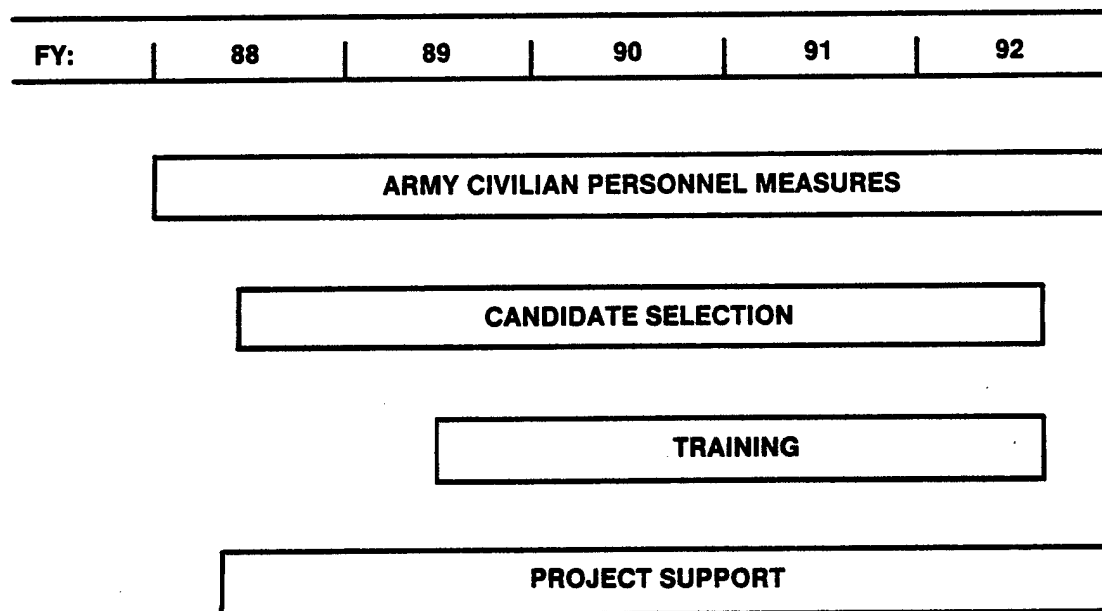 FY: 88 89 90 91 92
ARMY CIVILIAN PERSONNEL MEASURES
CANDIDATE SELECTION
TRAINING
PROJECT SUPPORT